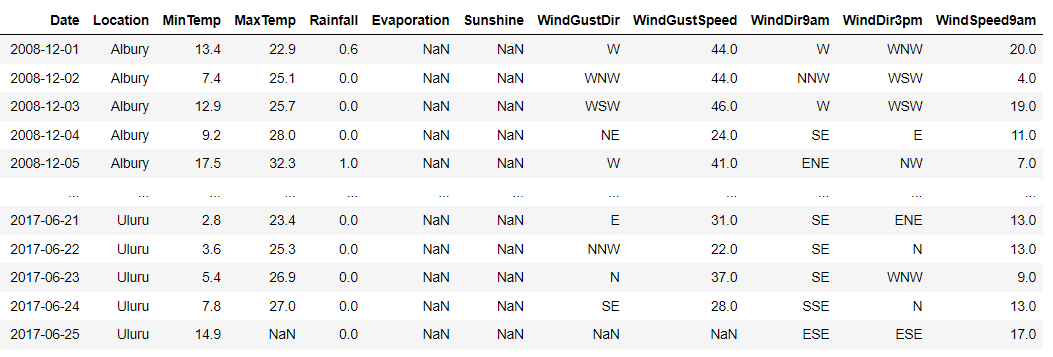 Date Location MinTemp MaxTemp Rainfall Evaporation Sunshine WindGustDir WindGustSpeed WindDir9am WindDir3pm WindSpeed9am
2008-12-01 Albury 13.4 22.9 0.6 NaN NaN W 44.0 W WNW 20.0
2008-12-02 Albury 7.4 25.1 0.0 NaN NaN WNW 44.0 NNW WSW 4.0
2008-12-03 Albury 12.9 25.7 0.0 NaN NaN WSW 46.0 W WSW 19.0
2008-12-04 Albury 9.2 28.0 0.0 NaN NaN NE 24.0 SE E 11.0
2008-12-05 Albury 17.5 32.3 1.0 NaN NaN W 41.0 ENE NW 7.0
... ... ... ... ... ... ... ... ... ... ... ...
2017-06-21 Uluru 2.8 23.4 0.0 NaN NaN E 31.0 SE ENE 13.0
2017-06-22 Uluru 3.6 25.3 0.0 NaN NaN NNW 22.0 SE N 13.0
2017-06-23 Uluru 5.4 26.9 0.0 NaN NaN N 37.0 SE WNW 9.0
2017-06-24 Uluru 7.8 27.0 0.0 NaN NaN SE 28.0 SSE N 13.0
2017-06-25 Uluru 14.9 NaN 0.0 NaN NaN NaN NaN ESE ESE 17.0